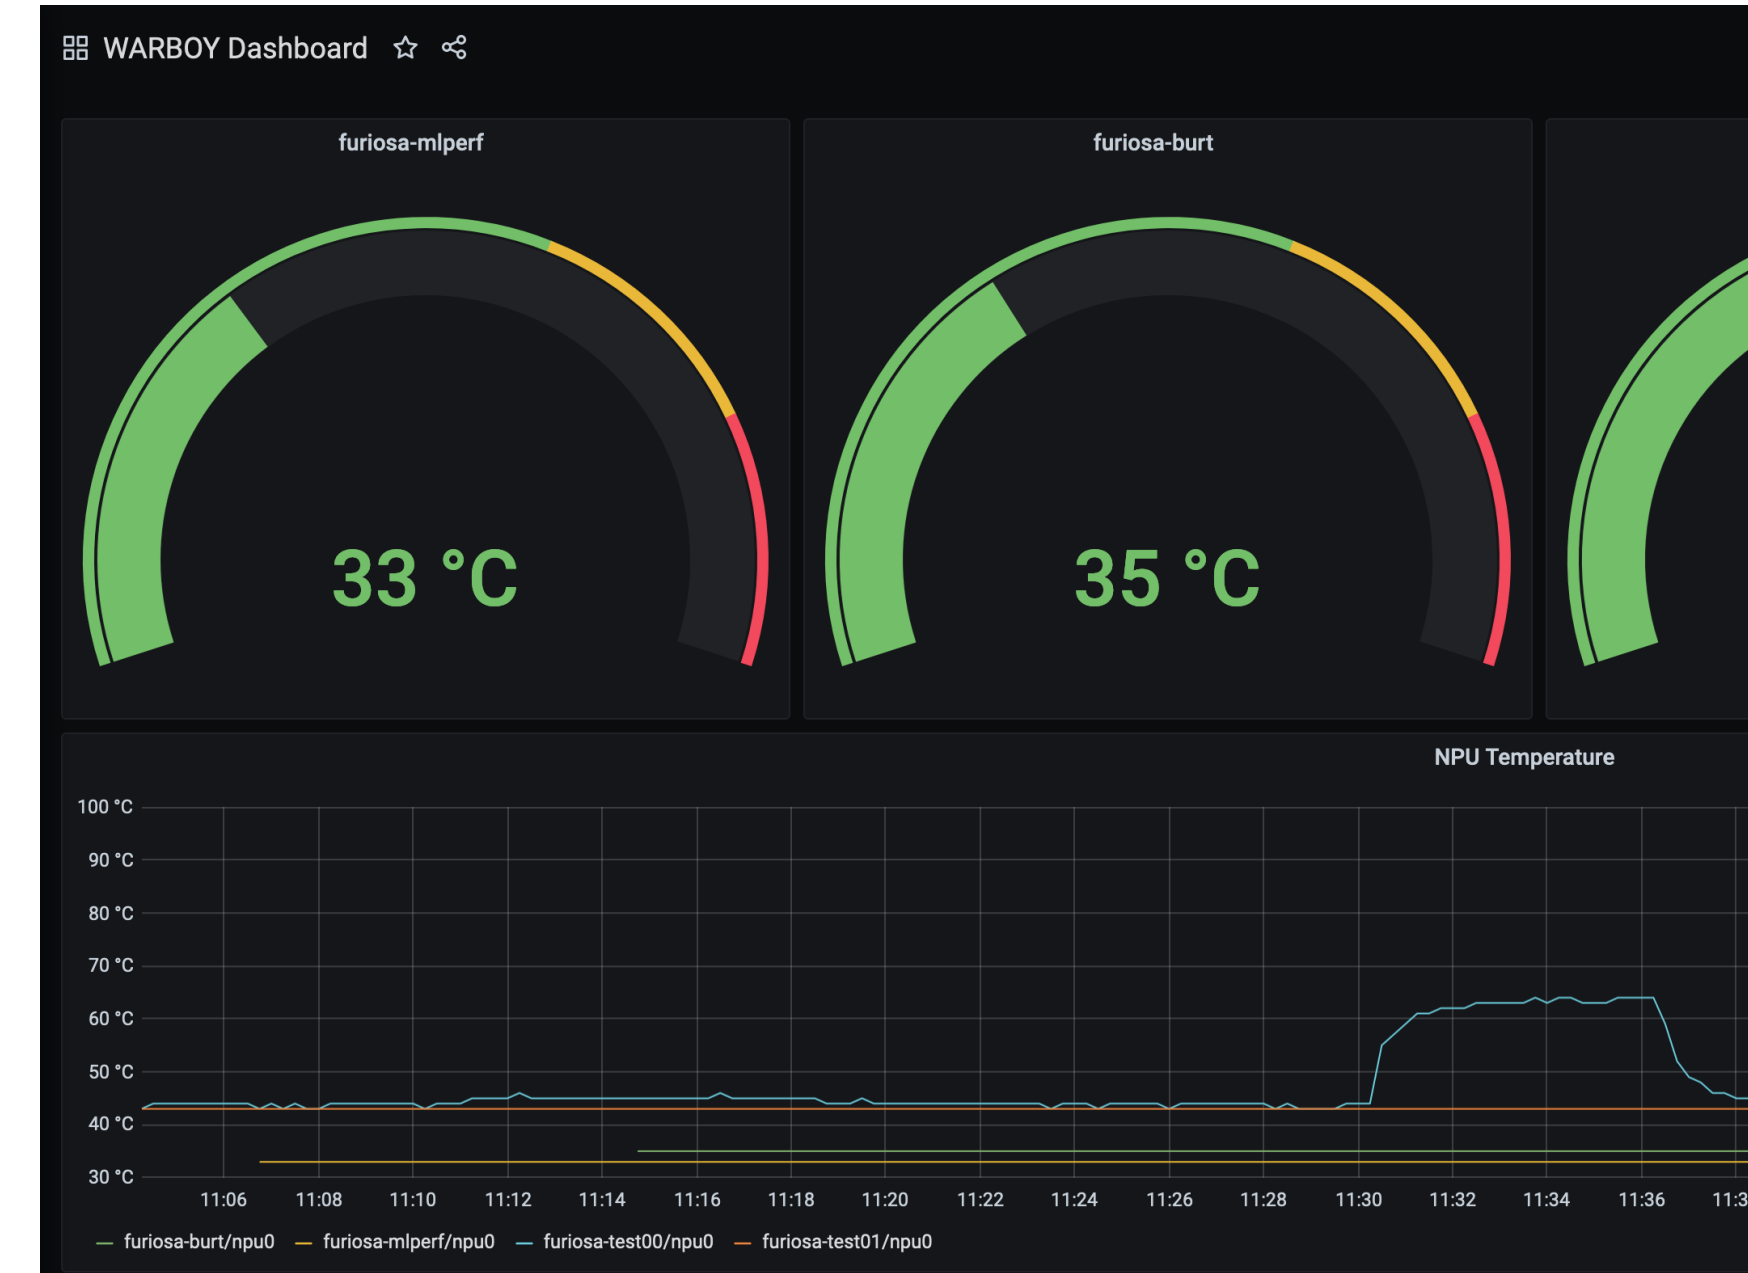 WARBOY Dashboard
furiosa-mlperf
furiosa-burt
33 °C
35 °C
NPU Temperature
100 °C
90 °C
80 °C
70 °C
60 °C
50 °C
40 °C
30 °C
11:06 11:08 11:10 11:12 11:14 11:16 11:18 11:20 11:22 11:24 11:26 11:28 11:30 11:32 11:34 11:36 11:3
furiosa-burt/npu0 furiosa-mlperf/npu0 furiosa-test00/npu0 furiosa-test01/npu0